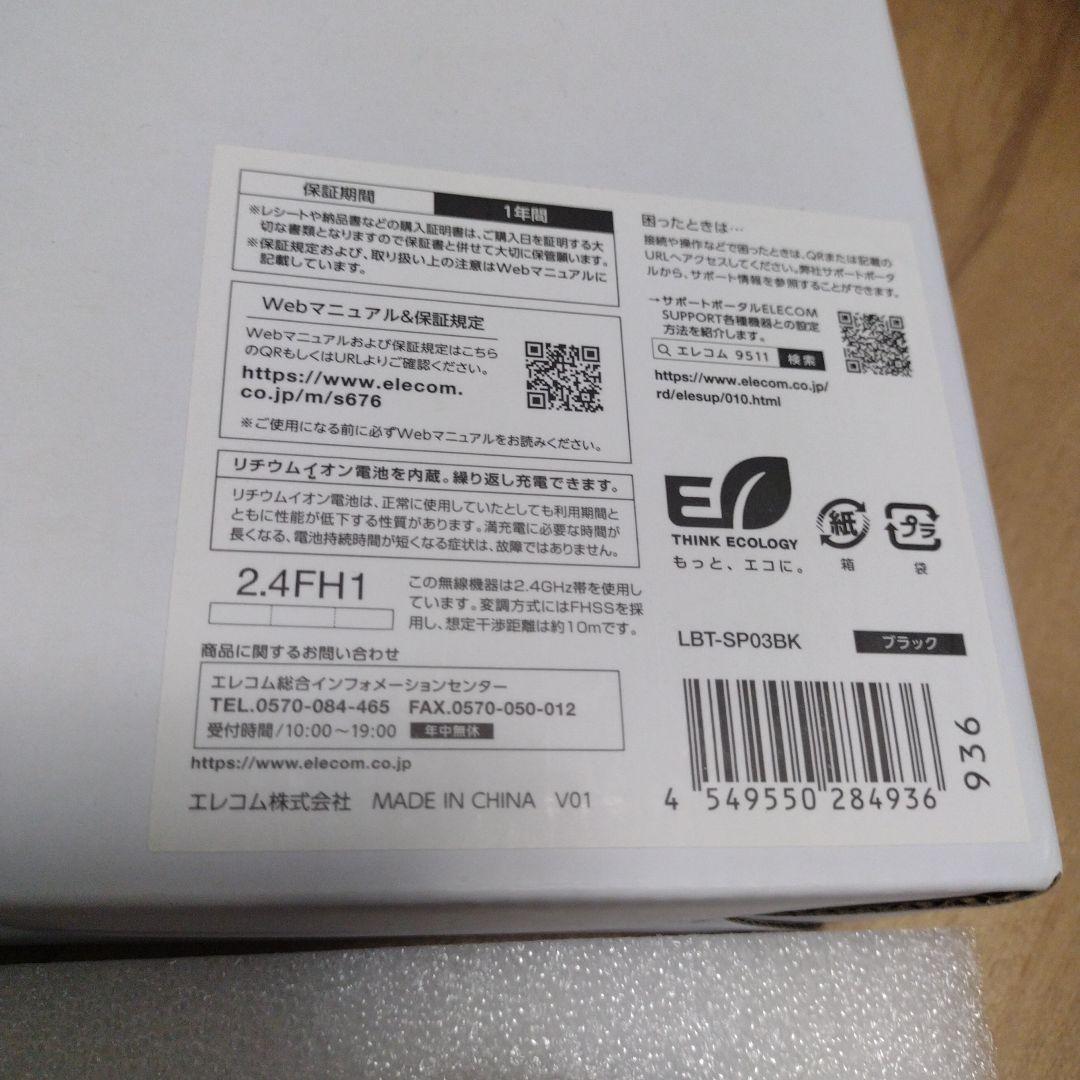 保証期間 1年間
※レシートや納品書などの購入証明書は、ご購入日を証明する大
切な書類となりますので保証書と併せて大切に保管願います。
※保証規定および、取り扱い上の注意はWebマニュアルに
記載しています。
Webマニュアル&保証規定
Webマニュアルおよび保証規定はこちら
のQRもしくはURLよりご確認ください。
https://www.elecom.
co.jp/m/s676
※ご使用になる前に必ずWebマニュアルをお読みください。
リチウムイオン電池を内蔵。繰り返し充電できます。
リチウムイオン電池は、正常に使用していたとしても利用期間と
ともに性能が低下する性質があります。満充電に必要な時間が
長くなる、電池持続時間が短くなる症状は、故障ではありません。
2.4FH1
この無線機器は2.4GHz帯を使用し
ています。変調方式にはFHSSを採
用し、想定干渉距離は約10mです。
商品に関するお問い合わせ
エレコム総合インフォメーションセンター
TEL.0570-084-465 FAX.0570-050-012
受付時間/10:00～19:00 年中無休
https://www.elecom.co.jp
エレコム株式会社 MADE IN CHINA V01
困ったときは…
接続や操作などで困ったときは、QRまたは記載の
URLへアクセスしてください。弊社サポートポータ
ルから、サポート情報を参照することができます。
→サポートポータルELECOM
SUPPORT各種機器との設定
方法を紹介します。
エレコム 9511 検索
https://www.elecom.co.jp/
rd/elesup/010.html
THINK ECOLOGY
もっと、エコに。
紙
箱
プラ
袋
LBT-SP03BK ブラック
4 549550 284936
936